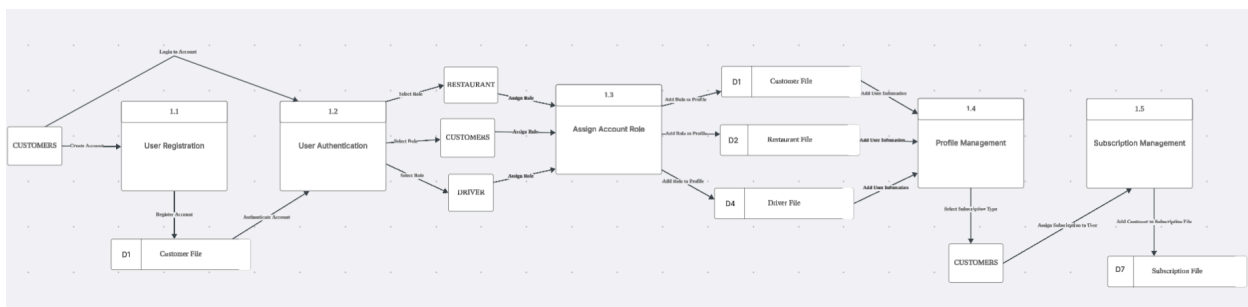 Login to Account
CUSTOMERS
Create Account
1.1
User Registration
Register Account
D1
Customer File
Authenticate Account
1.2
User Authentication
Select Role
Select Role
Select Role
RESTAURANT
CUSTOMERS
DRIVER
Assign Role
Assign Role
Assign Role
1.3
Assign Account Role
Add Role to Profile
Add Role to Profile
Add Role to Profile
D1
Customer File
D2
Restaurant File
D4
Driver File
Add User Information
Add User Information
Add User Information
1.4
Profile Management
Select Subscription Type
CUSTOMERS
Assign Subscription to User
1.5
Subscription Management
Add Customer to Subscription File
D7
Subscription File